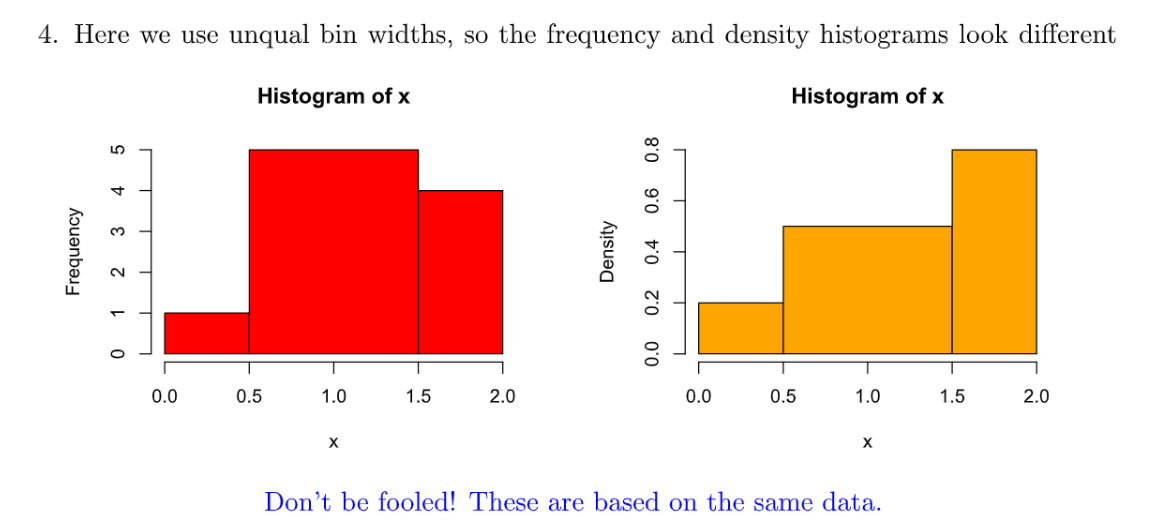 4. Here we use unqual bin widths, so the frequency and density histograms look different
Histogram of x
Frequency
5
4
3
2
1
0
0.0 0.5 1.0 1.5 2.0
x
Histogram of x
Density
0.8
0.6
0.4
0.2
0.0
0.0 0.5 1.0 1.5 2.0
x
Don't be fooled! These are based on the same data.